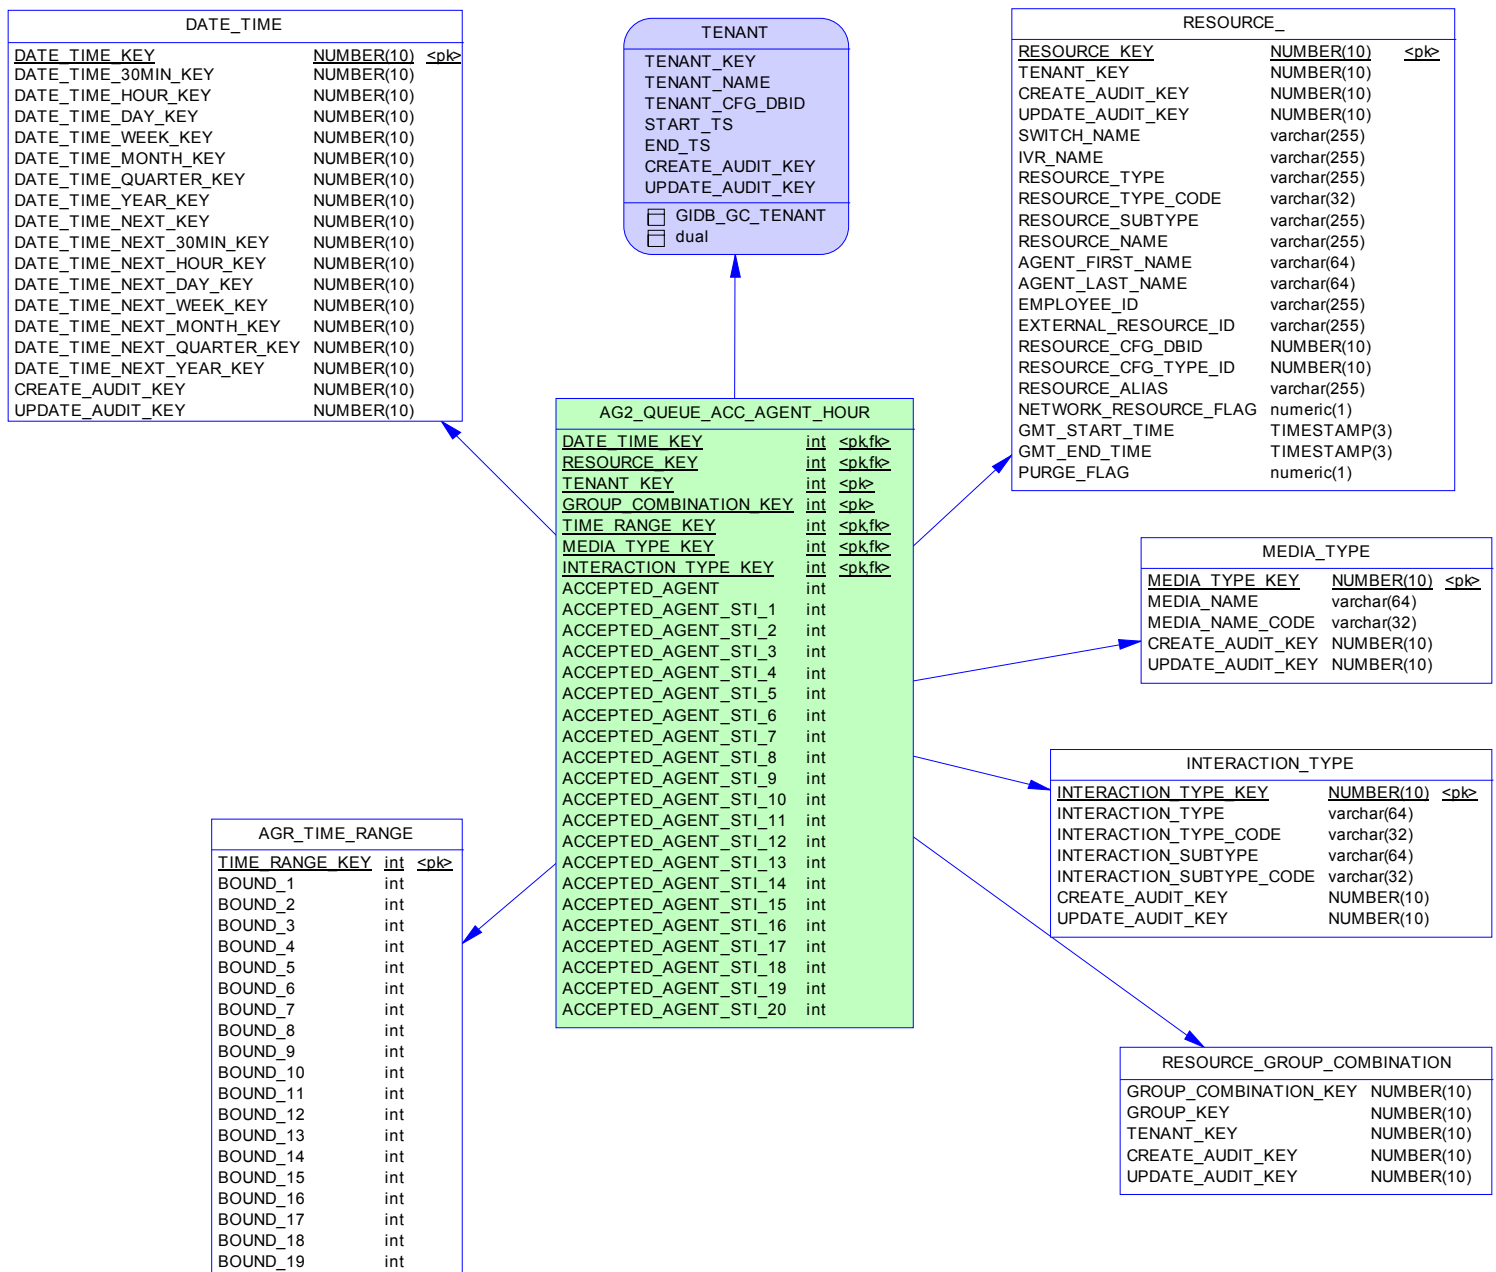 DATE_TIME
DATE_TIME_KEY NUMBER(10) <pk>
DATE_TIME_30MIN_KEY NUMBER(10)
DATE_TIME_HOUR_KEY NUMBER(10)
DATE_TIME_DAY_KEY NUMBER(10)
DATE_TIME_WEEK_KEY NUMBER(10)
DATE_TIME_MONTH_KEY NUMBER(10)
DATE_TIME_QUARTER_KEY NUMBER(10)
DATE_TIME_YEAR_KEY NUMBER(10)
DATE_TIME_NEXT_KEY NUMBER(10)
DATE_TIME_NEXT_30MIN_KEY NUMBER(10)
DATE_TIME_NEXT_HOUR_KEY NUMBER(10)
DATE_TIME_NEXT_DAY_KEY NUMBER(10)
DATE_TIME_NEXT_WEEK_KEY NUMBER(10)
DATE_TIME_NEXT_MONTH_KEY NUMBER(10)
DATE_TIME_NEXT_QUARTER_KEY NUMBER(10)
DATE_TIME_NEXT_YEAR_KEY NUMBER(10)
CREATE_AUDIT_KEY NUMBER(10)
UPDATE_AUDIT_KEY NUMBER(10)
TENANT
TENANT_KEY
TENANT_NAME
TENANT_CFG_DBID
START_TS
END_TS
CREATE_AUDIT_KEY
UPDATE_AUDIT_KEY
GIDB_GC_TENANT
dual
RESOURCE_
RESOURCE_KEY NUMBER(10) <pk>
TENANT_KEY NUMBER(10)
CREATE_AUDIT_KEY NUMBER(10)
UPDATE_AUDIT_KEY NUMBER(10)
SWITCH_NAME varchar(255)
IVR_NAME varchar(255)
RESOURCE_TYPE varchar(255)
RESOURCE_TYPE_CODE varchar(32)
RESOURCE_SUBTYPE varchar(255)
RESOURCE_NAME varchar(255)
AGENT_FIRST_NAME varchar(64)
AGENT_LAST_NAME varchar(64)
EMPLOYEE_ID varchar(255)
EXTERNAL_RESOURCE_ID varchar(255)
RESOURCE_CFG_DBID NUMBER(10)
RESOURCE_CFG_TYPE_ID NUMBER(10)
RESOURCE_ALIAS varchar(255)
NETWORK_RESOURCE_FLAG numeric(1)
GMT_START_TIME TIMESTAMP(3)
GMT_END_TIME TIMESTAMP(3)
PURGE_FLAG numeric(1)
AG2_QUEUE_ACC_AGENT_HOUR
DATE_TIME_KEY int <pk,fk>
RESOURCE_KEY int <pk,fk>
TENANT_KEY int <pk>
GROUP_COMBINATION_KEY int <pk>
TIME_RANGE_KEY int <pk,fk>
MEDIA_TYPE_KEY int <pk,fk>
INTERACTION_TYPE_KEY int <pk,fk>
ACCEPTED_AGENT int
ACCEPTED_AGENT_STI_1 int
ACCEPTED_AGENT_STI_2 int
ACCEPTED_AGENT_STI_3 int
ACCEPTED_AGENT_STI_4 int
ACCEPTED_AGENT_STI_5 int
ACCEPTED_AGENT_STI_6 int
ACCEPTED_AGENT_STI_7 int
ACCEPTED_AGENT_STI_8 int
ACCEPTED_AGENT_STI_9 int
ACCEPTED_AGENT_STI_10 int
ACCEPTED_AGENT_STI_11 int
ACCEPTED_AGENT_STI_12 int
ACCEPTED_AGENT_STI_13 int
ACCEPTED_AGENT_STI_14 int
ACCEPTED_AGENT_STI_15 int
ACCEPTED_AGENT_STI_16 int
ACCEPTED_AGENT_STI_17 int
ACCEPTED_AGENT_STI_18 int
ACCEPTED_AGENT_STI_19 int
ACCEPTED_AGENT_STI_20 int
MEDIA_TYPE
MEDIA_TYPE_KEY NUMBER(10) <pk>
MEDIA_NAME varchar(64)
MEDIA_NAME_CODE varchar(32)
CREATE_AUDIT_KEY NUMBER(10)
UPDATE_AUDIT_KEY NUMBER(10)
INTERACTION_TYPE
INTERACTION_TYPE_KEY NUMBER(10) <pk>
INTERACTION_TYPE varchar(64)
INTERACTION_TYPE_CODE varchar(32)
INTERACTION_SUBTYPE varchar(64)
INTERACTION_SUBTYPE_CODE varchar(32)
CREATE_AUDIT_KEY NUMBER(10)
UPDATE_AUDIT_KEY NUMBER(10)
AGR_TIME_RANGE
TIME_RANGE_KEY int <pk>
BOUND_1 int
BOUND_2 int
BOUND_3 int
BOUND_4 int
BOUND_5 int
BOUND_6 int
BOUND_7 int
BOUND_8 int
BOUND_9 int
BOUND_10 int
BOUND_11 int
BOUND_12 int
BOUND_13 int
BOUND_14 int
BOUND_15 int
BOUND_16 int
BOUND_17 int
BOUND_18 int
BOUND_19 int
RESOURCE_GROUP_COMBINATION
GROUP_COMBINATION_KEY NUMBER(10)
GROUP_KEY NUMBER(10)
TENANT_KEY NUMBER(10)
CREATE_AUDIT_KEY NUMBER(10)
UPDATE_AUDIT_KEY NUMBER(10)